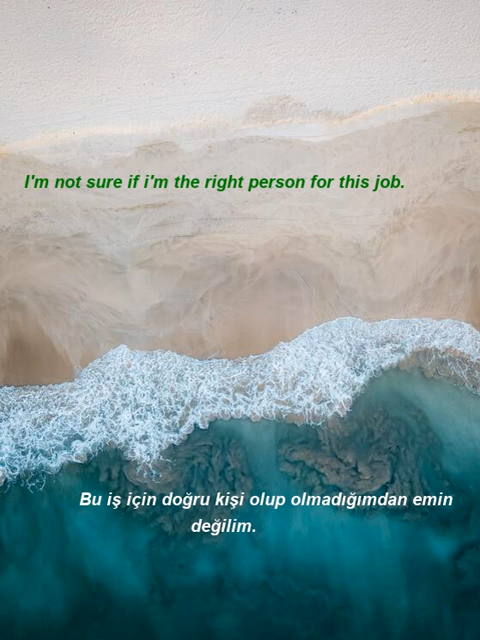 I'm not sure if i'm the right person for this job.
Bu iş için doğru kişi olup olmadığımdan emin
değilim.